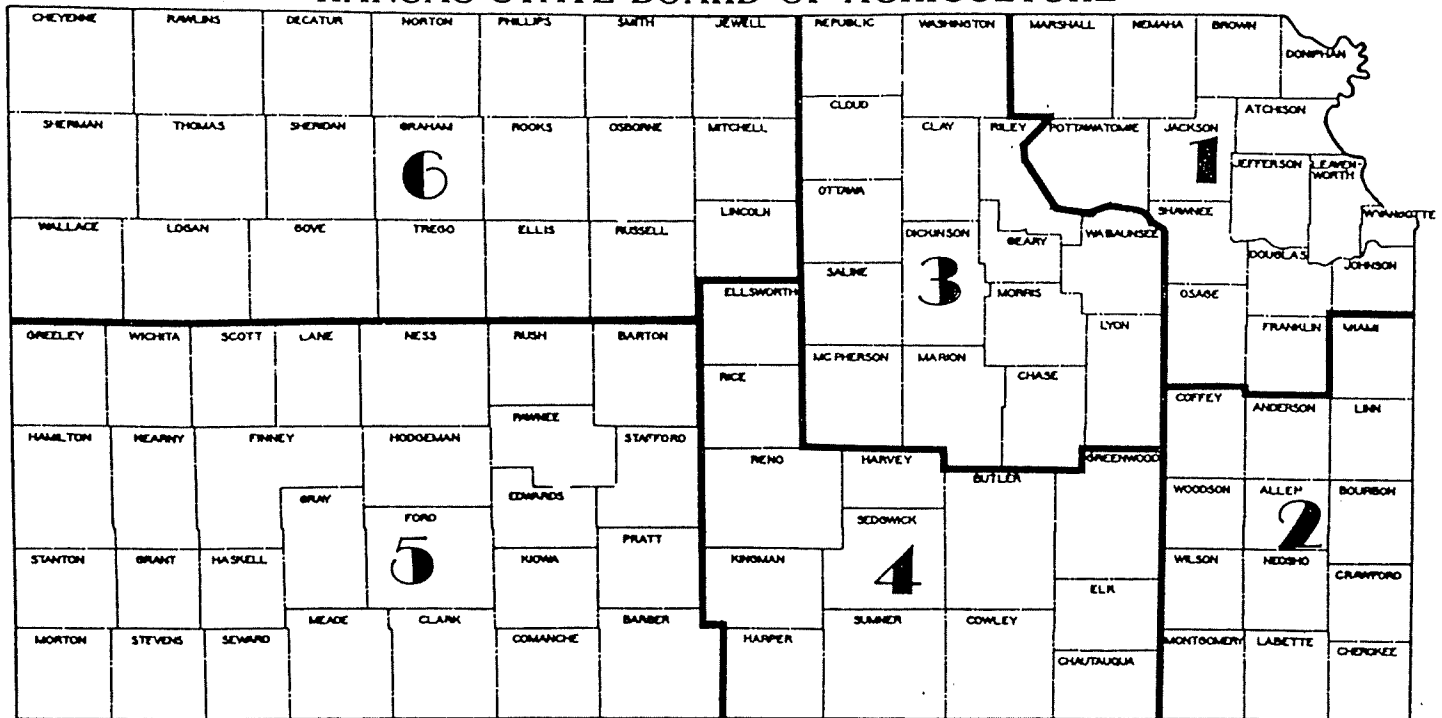 KANSAS STATE BOARD OF AGRICULTURE
CHEYENNE RAWLINS DECATUR NORTON PHILLIPS SMITH JEWELL REPUBLIC WASHINGTON MARSHALL NEMAHA BROWN
DONIPHAN
CLOUD ATCHISON
SHERMAN THOMAS SHERIDAN GRAHAM ROOKS OSBORNE MITCHELL CLAY RILEY POTTAWATOMIE JACKSON
6 1
JEFFERSON LEAVEN-
WORTH
OTTAWA
LINCOLN SHAWNEE WYANDOTTE
WALLACE LOGAN GOVE TREGO ELLIS RUSSELL DICKINSON GEARY WABAUNSEE
DOUGLAS JOHNSON
SALINE 3
ELLSWORTH MORRIS OSAGE
GREELEY WICHITA SCOTT LANE NESS RUSH BARTON LYON FRANKLIN MIAMI
MC PHERSON MARION
RICE CHASE
COFFEY ANDERSON LINN
PAWNEE
HAMILTON KEARNY FINNEY HODGEMAN STAFFORD
RENO HARVEY GREENWOOD
BUTLER
GRAY EDWARDS WOODSON ALLEN BOURBON
FORD SEDGWICK 2
PRATT
STANTON GRANT HASKELL 5 KIOWA KINGMAN 4 WILSON NEOSHO
CRAWFORD
ELK
MEADE CLARK BARBER SUMNER COWLEY
MORTON STEVENS SEWARD COMANCHE HARPER MONTGOMERY LABETTE CHEROKEE
CHAUTAUQUA